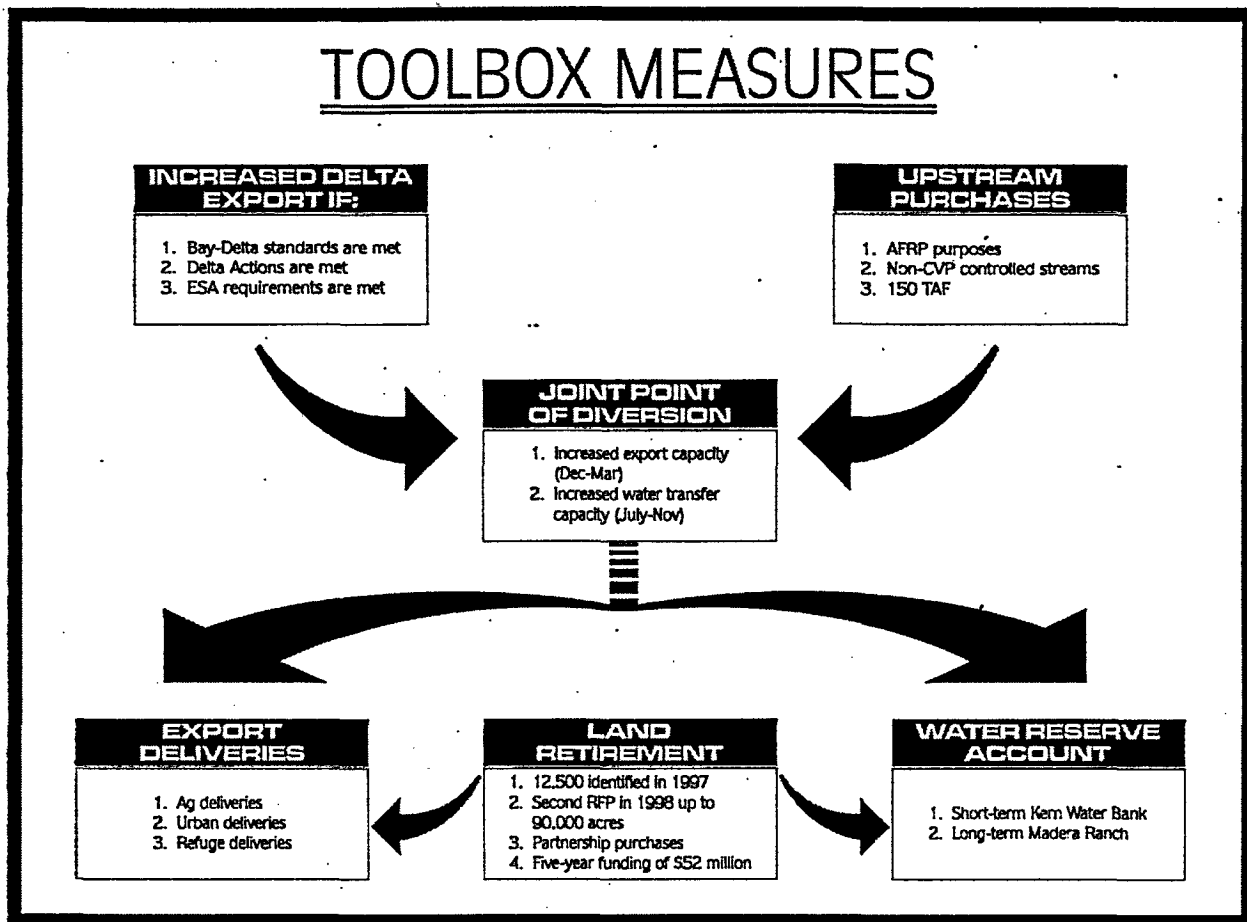 TOOLBOX MEASURES
INCREASED DELTA
EXPORT IF:
1. Bay-Delta standards are met
2. Delta Actions are met
3. ESA requirements are met
UPSTREAM
PURCHASES
1. AFRP purposes
2. Non-CVP controlled streams
3. 150 TAF
JOINT POINT
OF DIVERSION
1. Increased export capacity
(Dec-Mar)
2. Increased water transfer
capacity (July-Nov)
EXPORT
DELIVERIES
1. Ag deliveries
2. Urban deliveries
3. Refuge deliveries
LAND
RETIREMENT
1. 12,500 identified in 1997
2. Second RFP in 1998 up to
90,000 acres
3. Partnership purchases
4. Five-year funding of $52 million
WATER RESERVE
ACCOUNT
1. Short-term Kern Water Bank
2. Long-term Madera Ranch